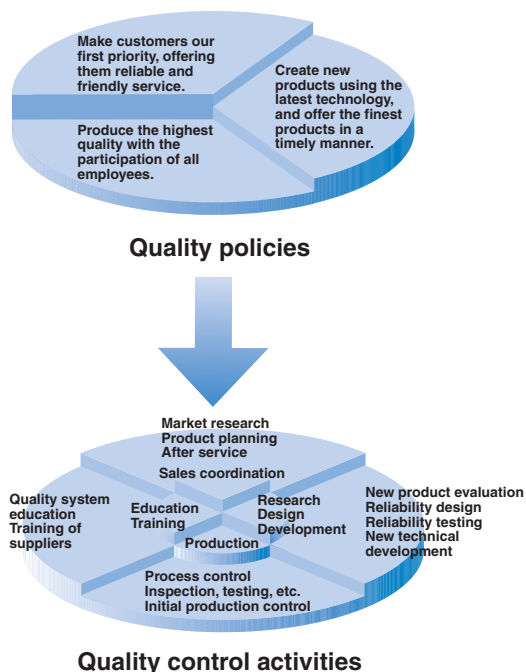 Make customers our
first priority, offering
them reliable and
friendly service.
Create new
products using the
latest technology,
and offer the finest
products in a
timely manner.
Produce the highest
quality with the
participation of all
employees.
Quality policies
Market research
Product planning
After service
Sales coordination
Quality system
education
Training of
suppliers
Education
Training
Research
Design
Development
New product evaluation
Reliability design
Reliability testing
New technical
development
Production
Process control
Inspection, testing, etc.
Initial production control
Quality control activities